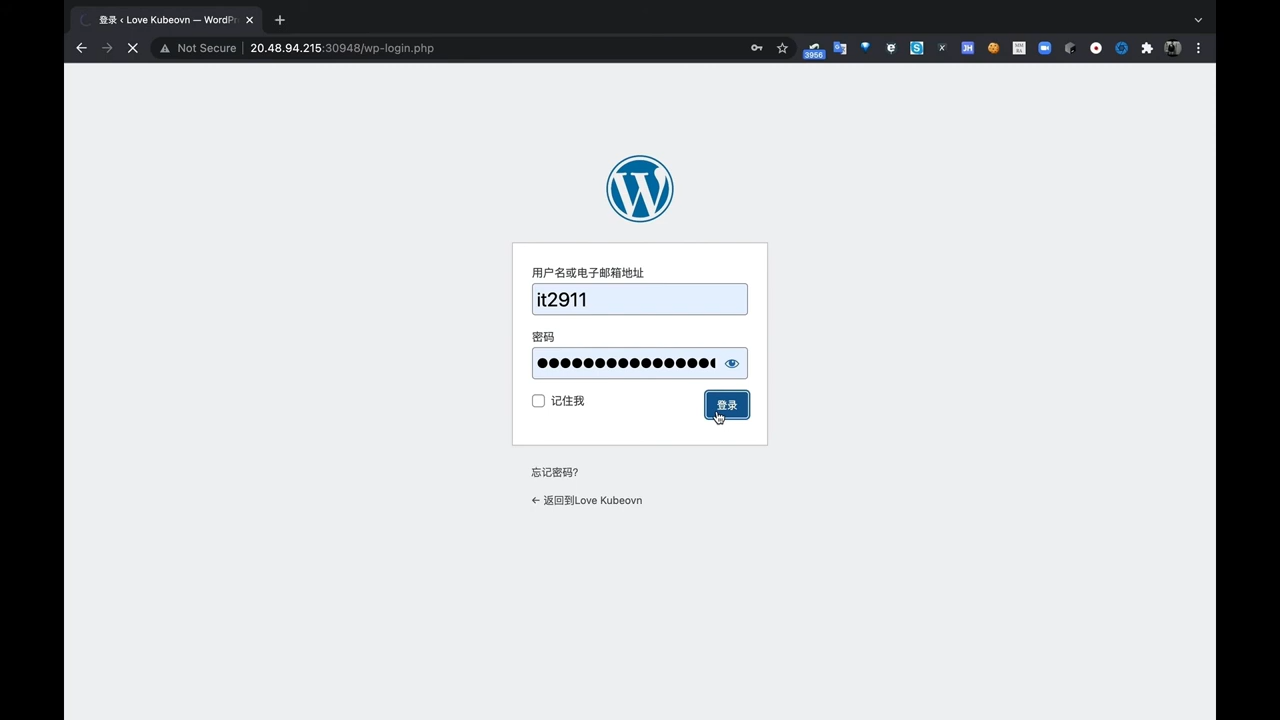 登录 ‹ Love Kubeovn — WordPr
Not Secure
20.48.94.215:30948/wp-login.php
3956
JH
用户名或电子邮箱地址
it2911
密码
记住我
登录
忘记密码?
← 返回到Love Kubeovn